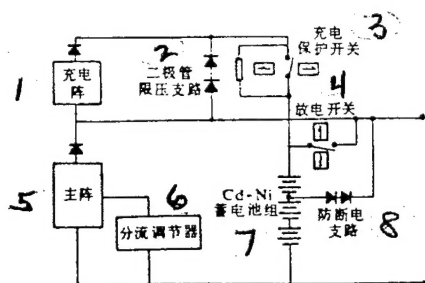 充电
保护开关
3
2
二极管
限压支路
1
充电
阵
4
放电开关
5
主阵
6
分流调节器
Cd-Ni
蓄电池组
7
防断电
支路
8